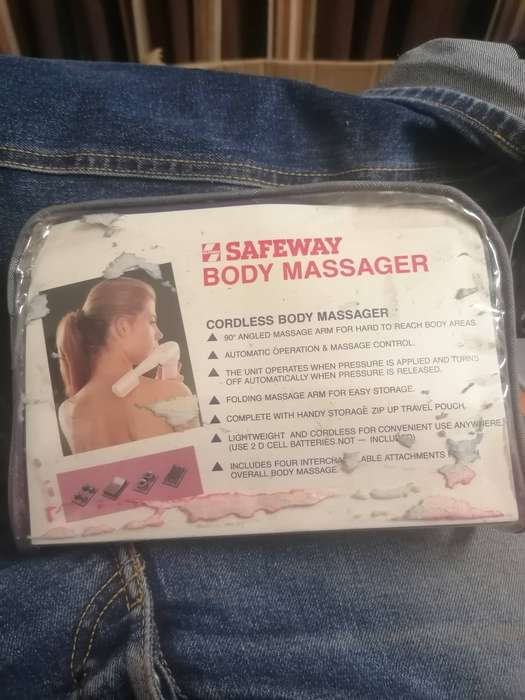 SAFEWAY
BODY MASSAGER
CORDLESS BODY MASSAGER
90° ANGLED MASSAGE ARM FOR HARD TO REACH BODY AREAS.
AUTOMATIC OPERATION & MASSAGE CONTROL.
THE UNIT OPERATES WHEN PRESSURE IS APPLIED AND TURNS
OFF AUTOMATICALLY WHEN PRESSURE IS RELEASED.
FOLDING MASSAGE ARM FOR EASY STORAGE.
COMPLETE WITH HANDY STORAGE ZIP UP TRAVEL POUCH.
LIGHTWEIGHT AND CORDLESS FOR CONVENIENT USE ANYWHERE
(USE 2 D CELL BATTERIES NOT — INCLUDED)
INCLUDES FOUR ATTACHMENTS
OVERALL BODY MASSAGE